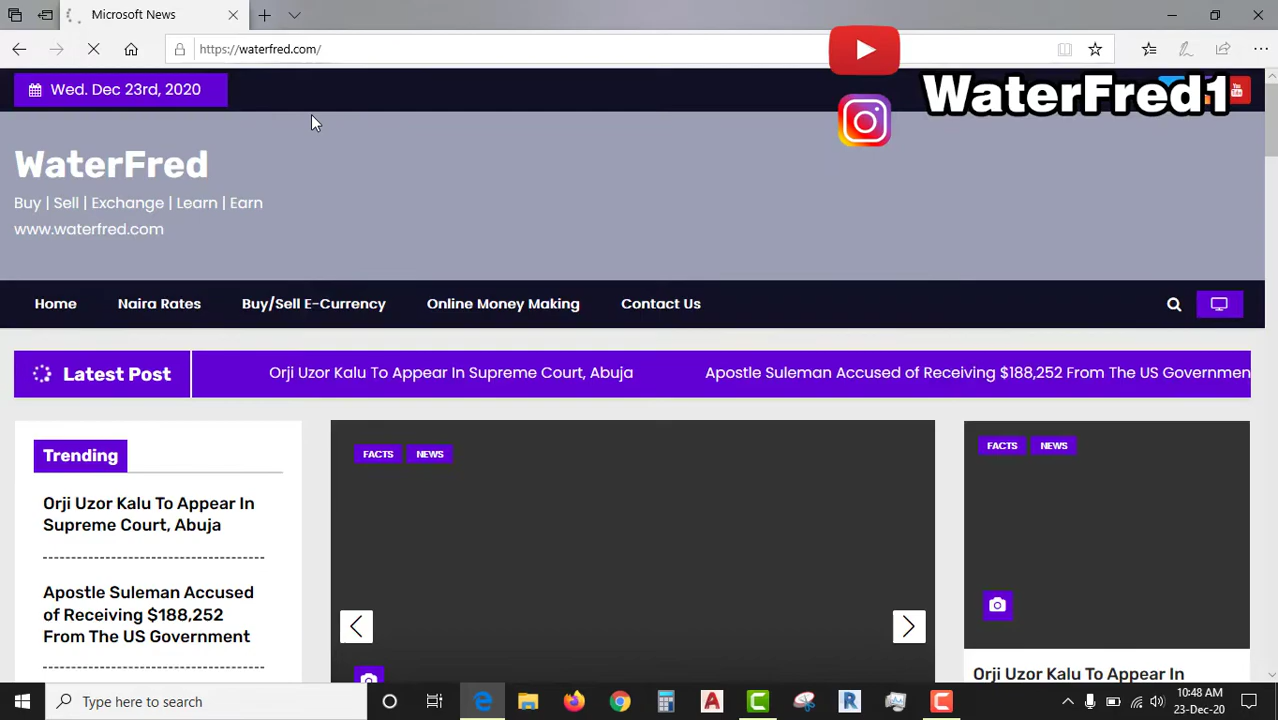 Microsoft News
https://waterfred.com/
WaterFred1
Wed. Dec 23rd, 2020
You
Tube
WaterFred
Buy | Sell | Exchange | Learn | Earn
www.waterfred.com
Home
Naira Rates
Buy/Sell E-Currency
Online Money Making
Contact Us
Latest Post
Orji Uzor Kalu To Appear In Supreme Court, Abuja
Apostle Suleman Accused of Receiving $188,252 From The US Governmen
Trending
Orji Uzor Kalu To Appear In
Supreme Court, Abuja
Apostle Suleman Accused
of Receiving $188,252
From The US Government
FACTS
NEWS
FACTS
NEWS
Orji Uzor Kalu To Appear In
Type here to search
10:48 AM
23-Dec-20